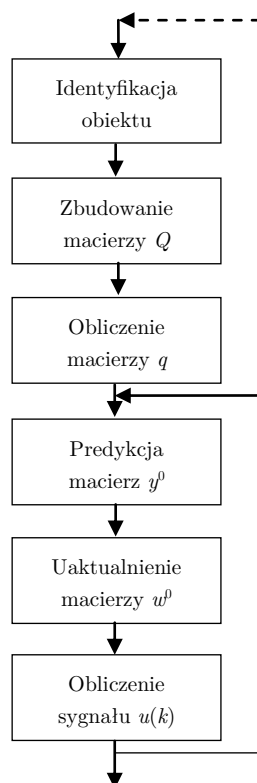 Identyfikacja
obiektu
Zbudowanie
macierzy Q
Obliczenie
macierzy q
Predykcja
macierz y⁰
Uaktualnienie
macierzy w⁰
Obliczenie
sygnału u(k)